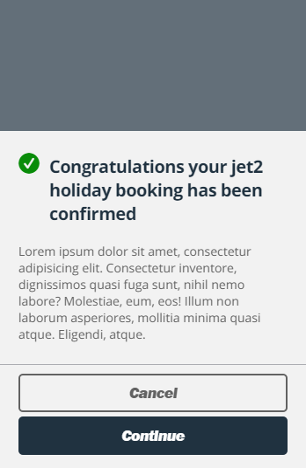 Congratulations your jet2
holiday booking has been
confirmed
Lorem ipsum dolor sit amet, consectetur
adipisicing elit. Consectetur inventore,
dignissimos quasi fuga sunt, nihil nemo
labore? Molestiae, eum, eos! Illum non
laborum asperiores, mollitia minima quasi
atque. Eligendi, atque.
Cancel
Continue